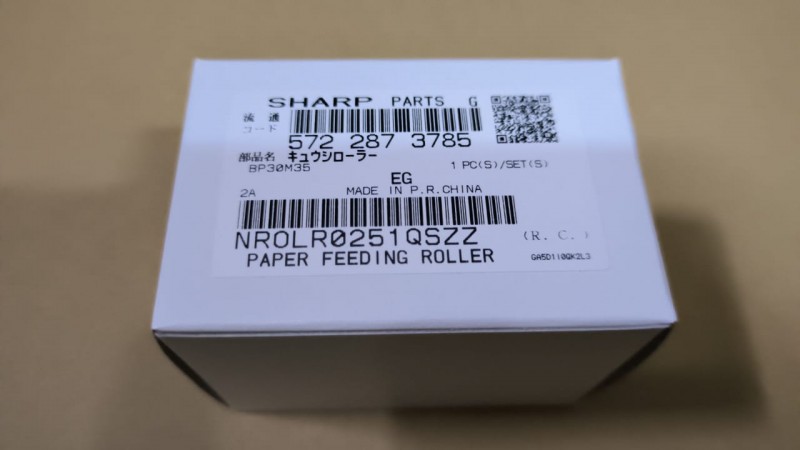 SHARP PARTS G
流通
コード
572 287 3785
部品名 キュウシローラー
BP30M35 1 PC(S)/SET(S)
EG
2A MADE IN P.R.CHINA
NROLR0251QSZZ (R. C.)
PAPER FEEDING ROLLER GA5D1I0QK2L3